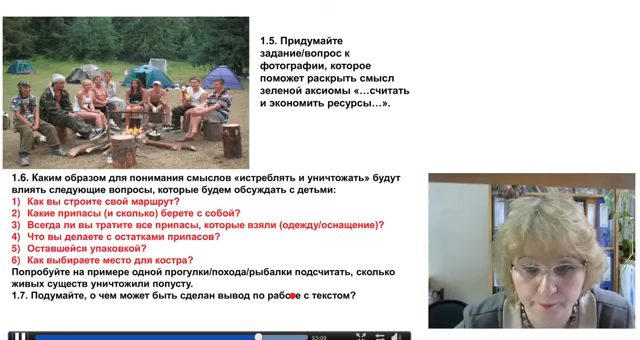 1.5. Придумайте
задание/вопрос к
фотографии, которое
поможет раскрыть смысл
зеленой аксиомы «…считать
и экономить ресурсы…».
1.6. Каким образом для понимания смыслов «истреблять и уничтожать» будут
влиять следующие вопросы, которые будем обсуждать с детьми:
1) Как вы строите свой маршрут?
2) Какие припасы (и сколько) берете с собой?
3) Всегда ли вы тратите все припасы, которые взяли (одежду/оснащение)?
4) Что вы делаете с остатками припасов?
5) Оставшейся упаковкой?
6) Как выбираете место для костра?
Попробуйте на примере одной прогулки/похода/рыбалки подсчитать, сколько
живых существ уничтожили попусту.
1.7. Подумайте, о чем может быть сделан вывод по работе с текстом?